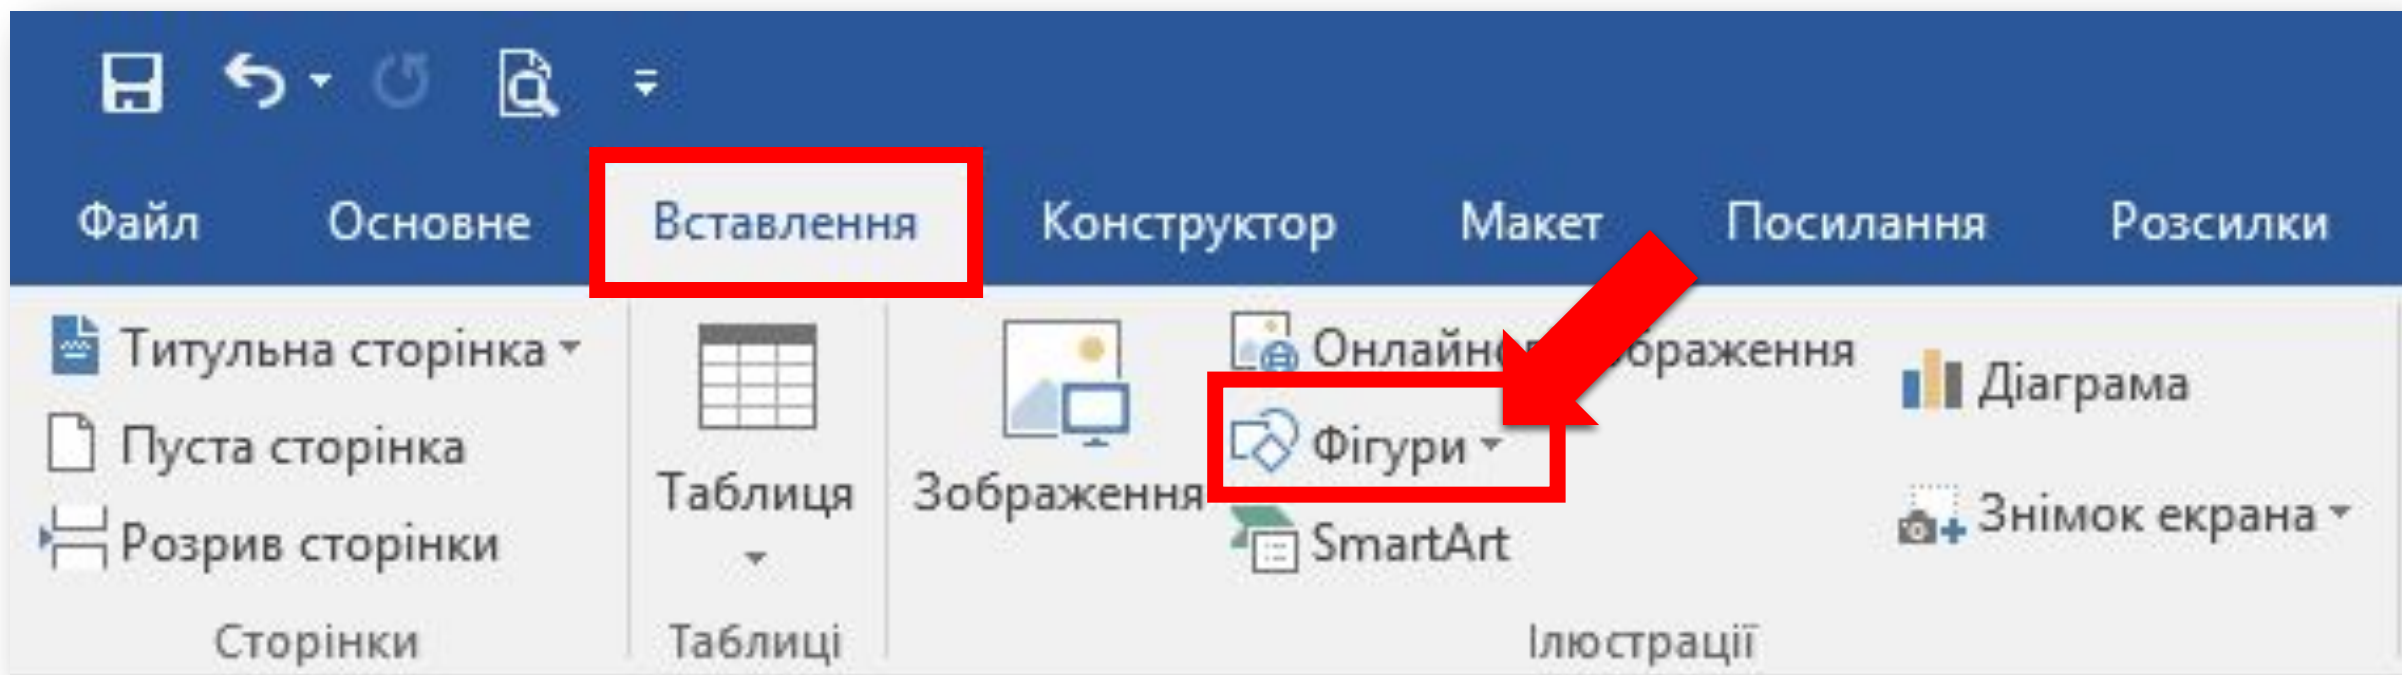 Файл Основне Вставлення Конструктор Макет Посилання Розсилки
Титульна сторінка
Пуста сторінка
Розрив сторінки
Сторінки
Таблиця
Таблиці
Зображення
Фігури
SmartArt
Діаграма
Знімок екрана
Ілюстрації